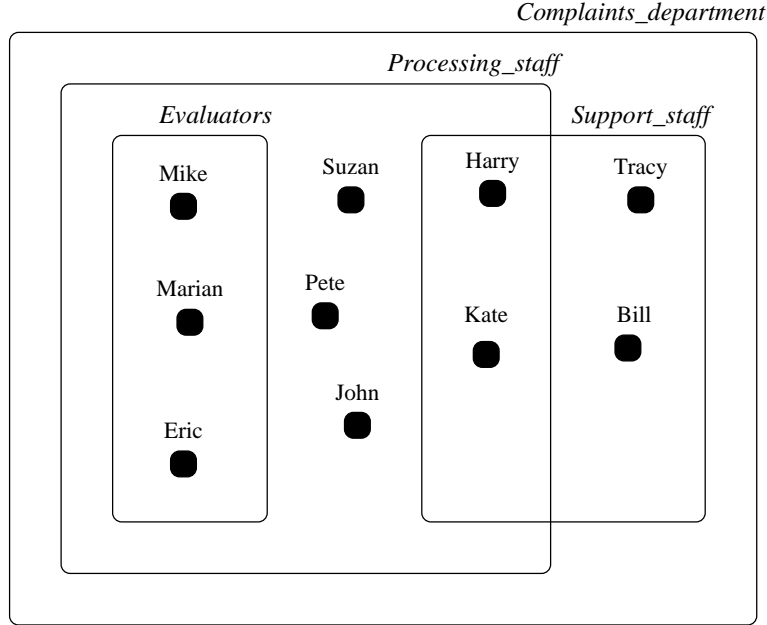 Complaints_department
Processing_staff
Evaluators
Support_staff
Mike
Suzan
Harry
Tracy
Marian
Pete
Kate
Bill
John
Eric